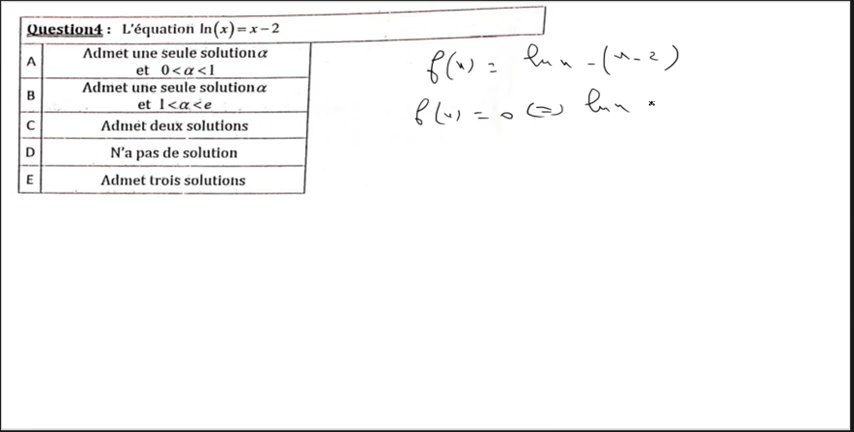 Question4 : L'équation ln(x)=x-2
A Admet une seule solution α
et 0<α<1
B Admet une seule solution α
et 1<α<e
C Admet deux solutions
D N'a pas de solution
E Admet trois solutions
f(x) = ln x - (x-2)
f(x) = 0 (=) ln x